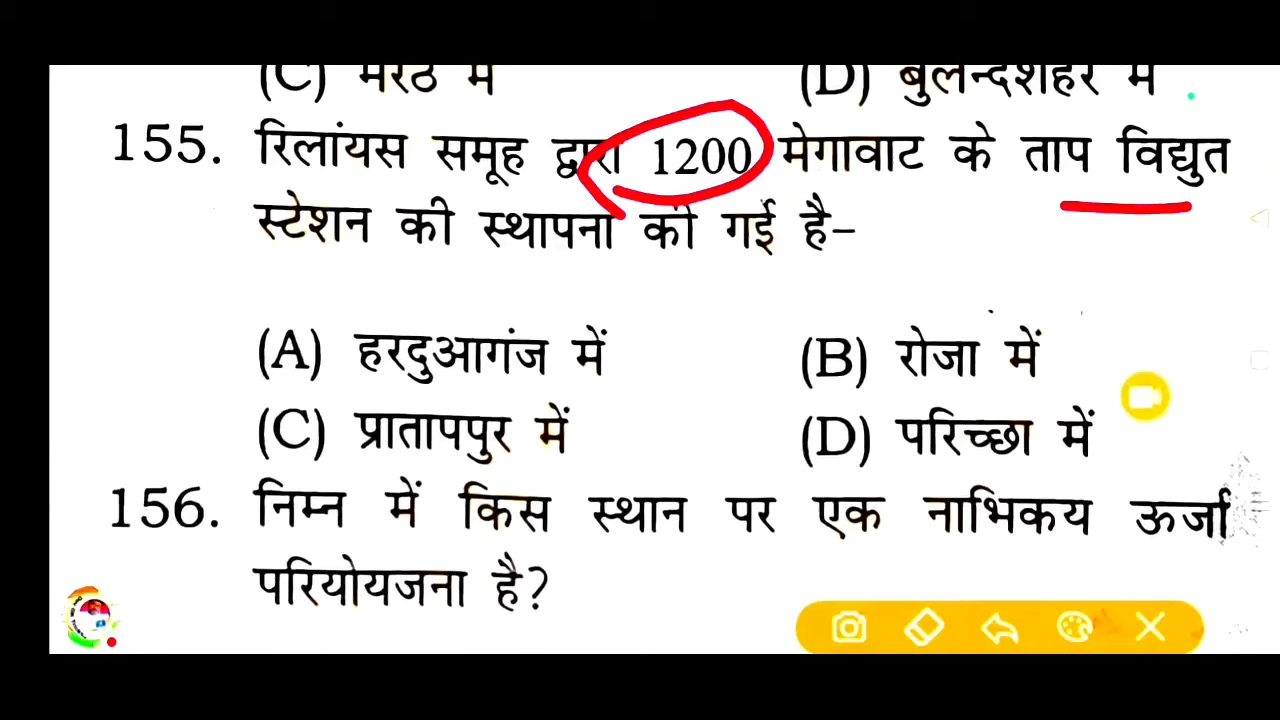 (C) मेरठ में (D) बुलन्दशहर में
155. रिलांयस समूह द्वारा 1200 मेगावाट के ताप विद्युत
स्टेशन की स्थापना की गई है–
(A) हरदुआगंज में (B) रोजा में
(C) प्रातापपुर में (D) परिच्छा में
156. निम्न में किस स्थान पर एक नाभिकय ऊर्जा
परियोयजना है?